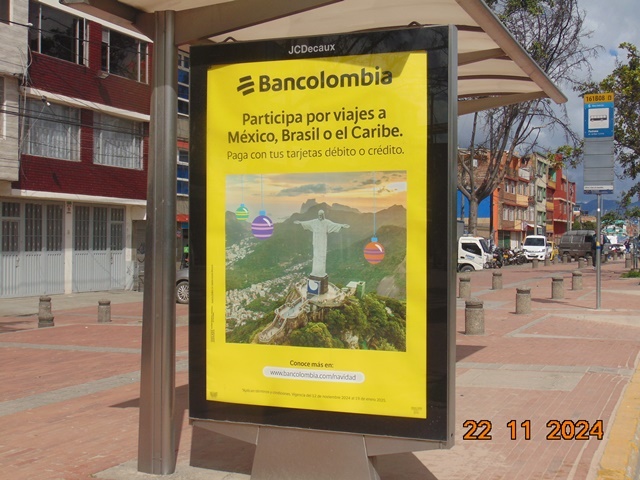 JCDecaux
Bancolombia
Participa por viajes a
México, Brasil o el Caribe.
Paga con tus tarjetas débito o crédito.
Conoce más en:
www.bancolombia.com/navidad
22 11 2024